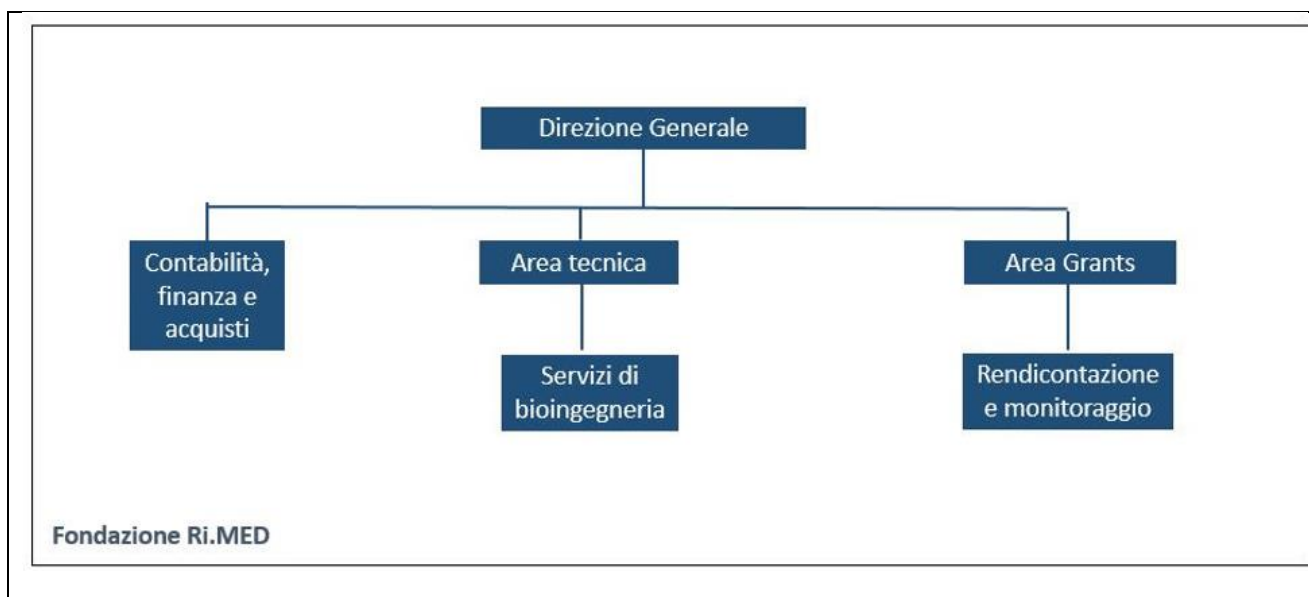 Direzione Generale
Contabilità,
finanza e
acquisti
Area tecnica
Area Grants
Servizi di
bioingegneria
Rendicontazione
e monitoraggio
Fondazione Ri.MED